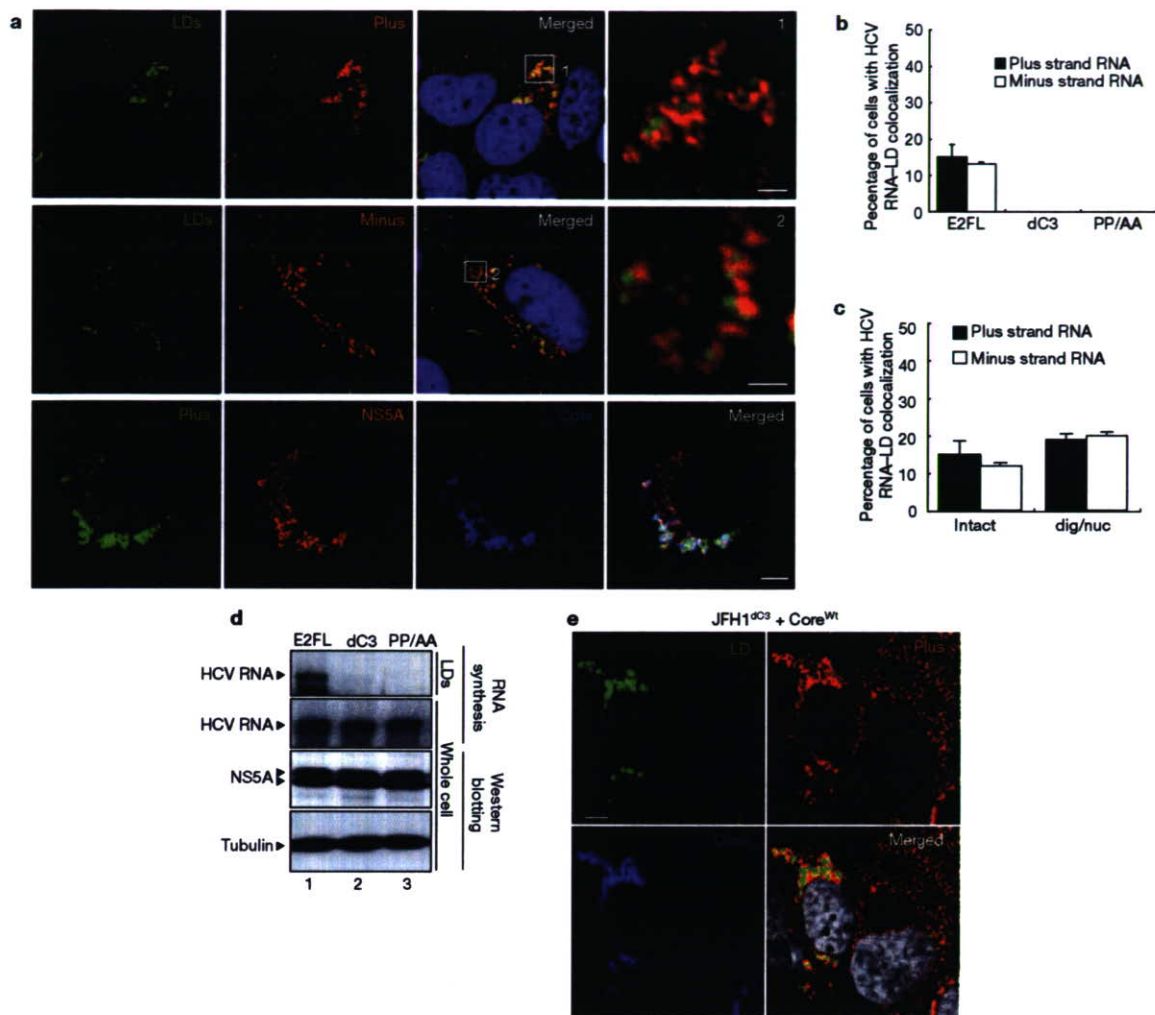 a
LDs
Plus
Merged
1
1
LDs
Minus
Merged
2
2
Plus
NS5A
Core
Merged
b
Pecentage of cells with HCV
RNA–LD colocalization
50
40
30
20
10
0
Plus strand RNA
Minus strand RNA
E2FL dC3 PP/AA
c
Percentage of cells with HCV
RNA–LD colocalization
50
40
30
20
10
0
Plus strand RNA
Minus strand RNA
Intact dig/nuc
d
E2FL dC3 PP/AA
HCV RNA
HCV RNA
NS5A
Tubulin
LDs
Whole cell
RNA
synthesis
Western
blotting
1 2 3
e
JFH1dC3 + CoreWt
LD
Plus
Merged